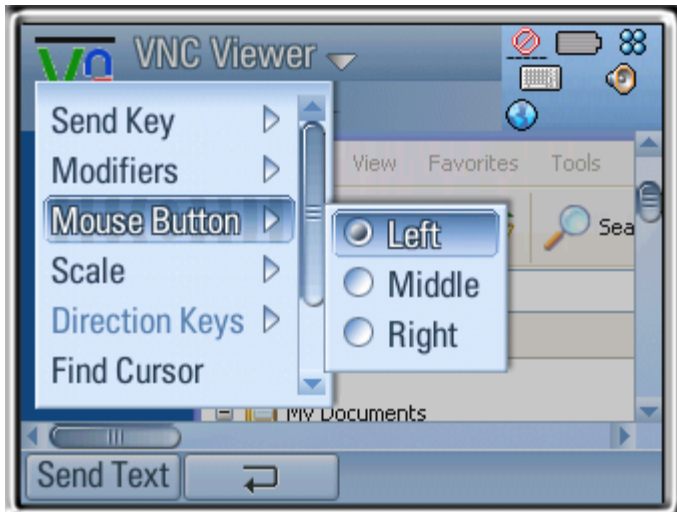 VNC Viewer
Send Key
Modifiers
Mouse Button
Scale
Direction Keys
Find Cursor
Left
Middle
Right
View Favorites Tools
Sea
My Documents
Send Text